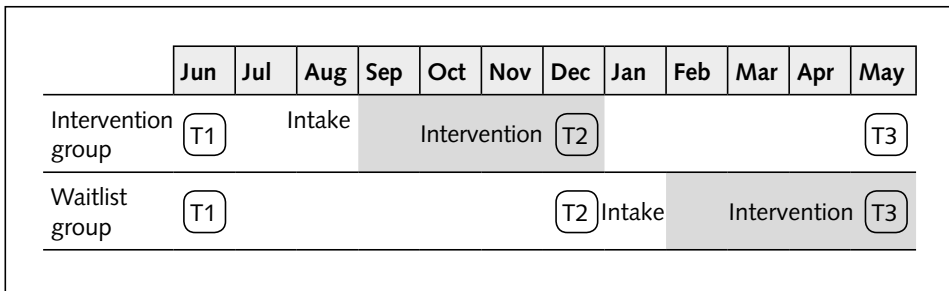 Jun Jul Aug Sep Oct Nov Dec Jan Feb Mar Apr May
Intervention group T1 Intake Intervention T2 T3
Waitlist group T1 T2 Intake Intervention T3